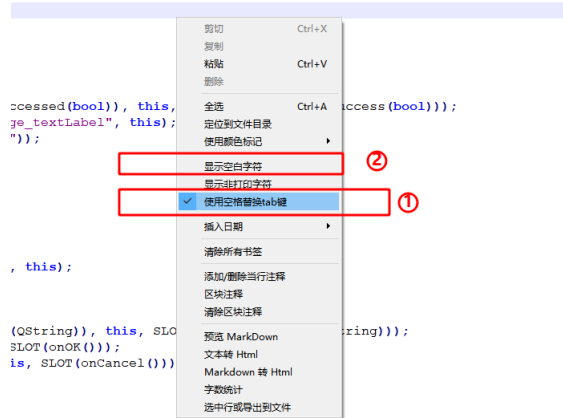 剪切 Ctrl+X
复制
粘贴 Ctrl+V
删除
ccessed(bool)), this, uccess(bool)));
全选 Ctrl+A
ge_textLabel", this);
定位到文件目录
"));
使用颜色标记
显示空白字符 ②
显示非打印字符
使用空格替换tab键 ①
插入日期
清除所有书签
, this);
添加/删除当行注释
区块注释
清除区块注释
(QString)), this, SLO tring)));
预览 MarkDown
SLOT(onOK()));
文本转 Html
is, SLOT(onCancel()))
Markdown 转 Html
字数统计
选中行或导出到文件